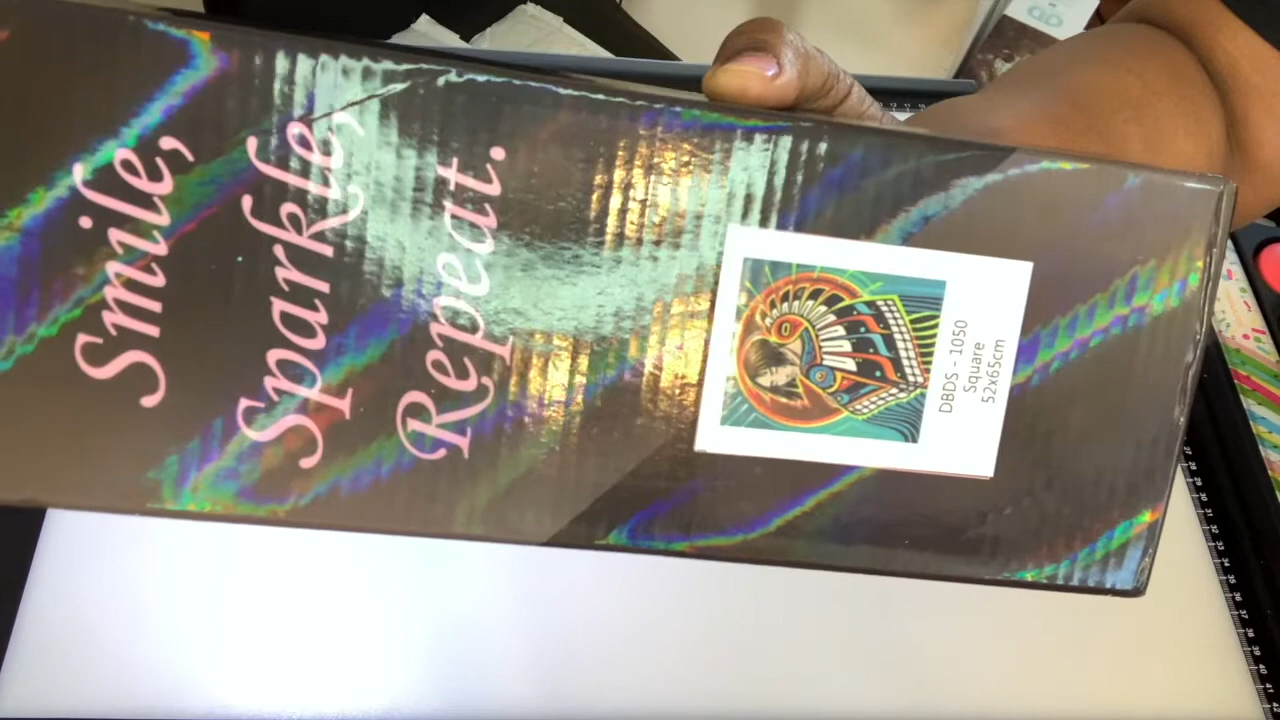 Smile,
Sparkle,
Repeat.
DBDS - 1050
Square
52x65cm